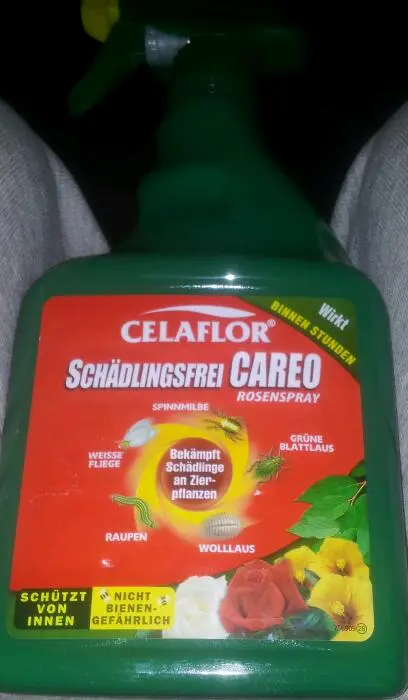 Wirkt
BINNEN STUNDEN
CELAFLOR®
SCHÄDLINGSFREI CAREO
ROSENSPRAY
SPINNMILBE
GRÜNE
BLATTLAUS
WEISSE
FLIEGE
Bekämpft
Schädlinge
an Zier-
pflanzen
RAUPEN
WOLLLAUS
SCHÜTZT
VON
INNEN
NICHT
BIENEN-
GEFÄHRLICH